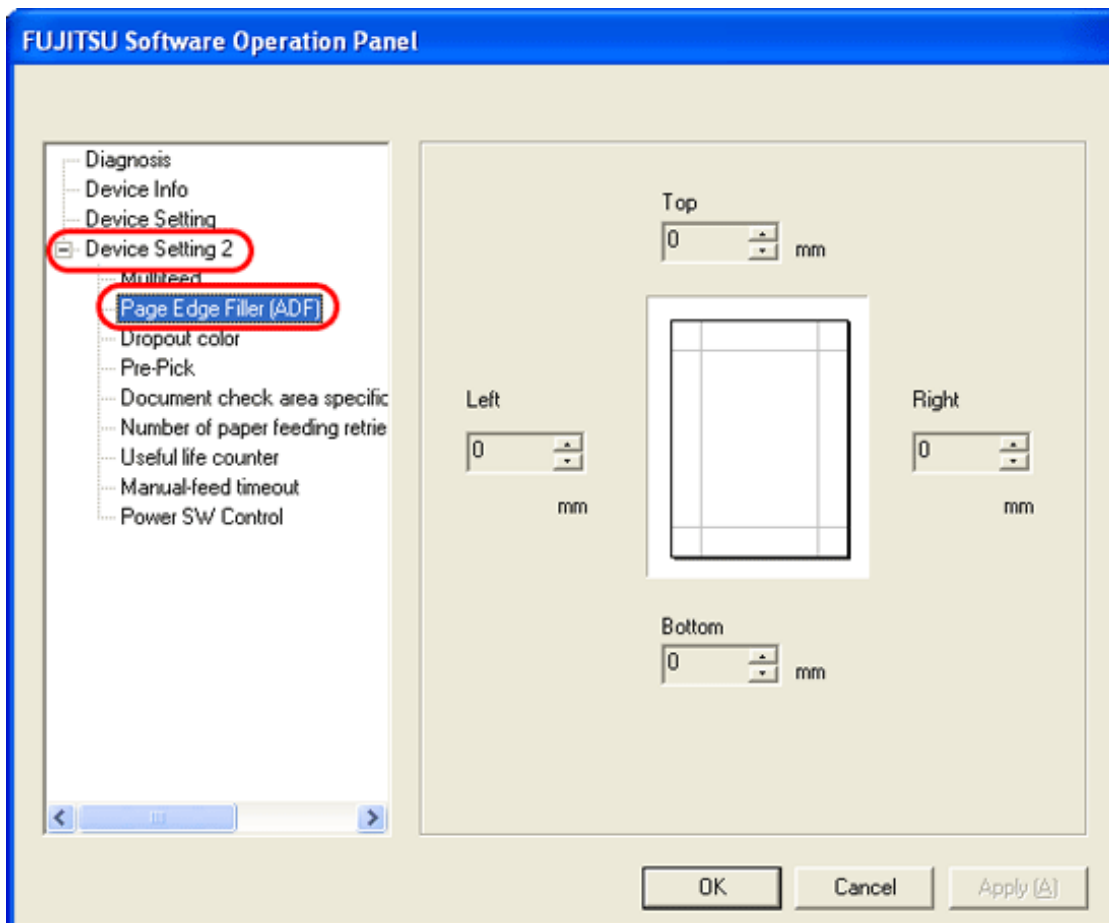 FUJITSU Software Operation Panel
Diagnosis
Device Info
Device Setting
Device Setting 2
Multifeed
Page Edge Filler (ADF)
Dropout color
Pre-Pick
Document check area specific
Number of paper feeding retrie
Useful life counter
Manual-feed timeout
Power SW Control
Top
0 mm
Left
0
mm
Right
0
mm
Bottom
0 mm
OK Cancel Apply (A)